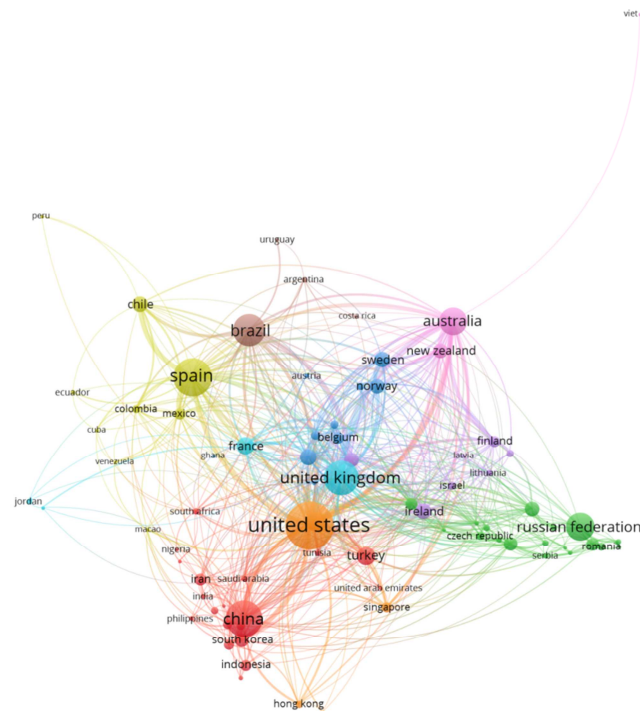 viet
peru
uruguay
argentina
chile
costa rica
brazil
australia
new zealand
sweden
spain
austria
norway
ecuador
colombia
mexico
cuba
belgium
france
finland
ghana
latvia
venezuela
lithuania
united kingdom
israel
jordan
south africa
ireland
united states
russian federation
macao
czech republic
nigeria
tunisia
turkey
romania
serbia
iran
saudi arabia
united arab emirates
india
singapore
philippines
china
south korea
indonesia
hong kong